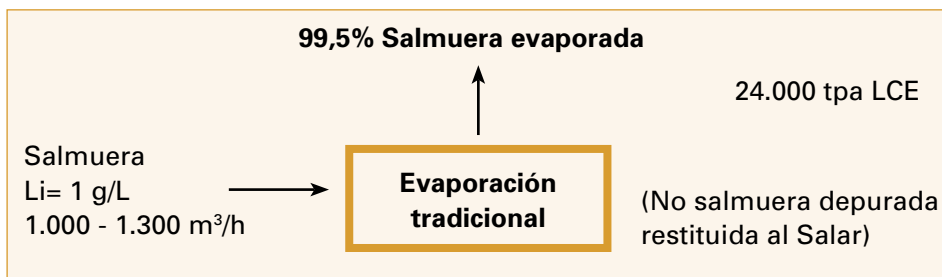 99,5% Salmuera evaporada
24.000 tpa LCE
Salmuera
Li= 1 g/L
1.000 - 1.300 m³/h
Evaporación
tradicional
(No salmuera depurada
restituida al Salar)